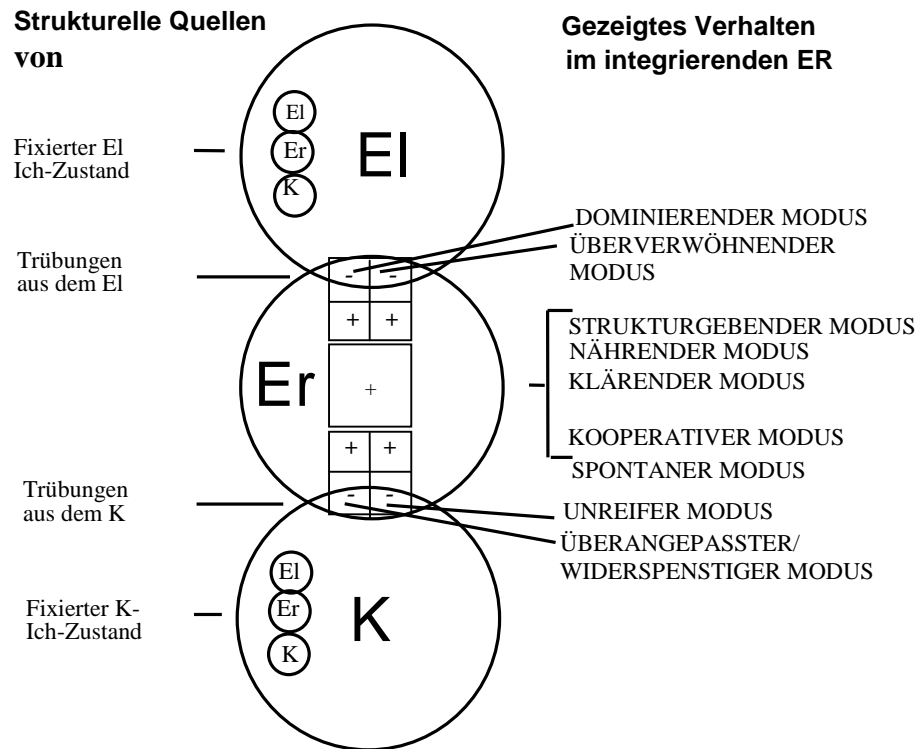 Strukturelle Quellen
von
Gezeigtes Verhalten
im integrierenden ER
El
Er
K
El
Fixierter El
Ich-Zustand
DOMINIERENDER MODUS
ÜBERVERWÖHNENDER
MODUS
Trübungen
aus dem El
- -
+ +
STRUKTURGEBENDER MODUS
NÄHRENDER MODUS
KLÄRENDER MODUS
Er
+
KOOPERATIVER MODUS
SPONTANER MODUS
+ +
- -
Trübungen
aus dem K
UNREIFER MODUS
ÜBERANGEPASSTER/
WIDERSPENSTIGER MODUS
El
Er
K
K
Fixierter K-
Ich-Zustand